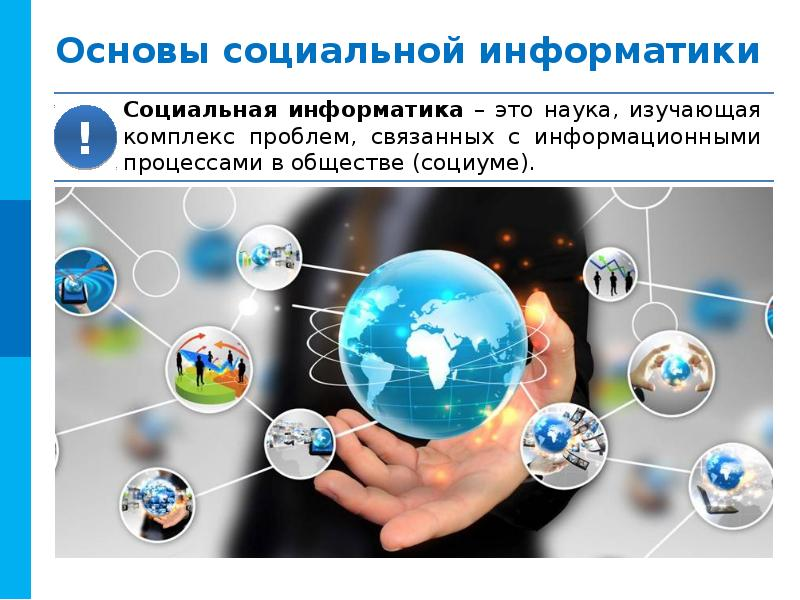 Основы социальной информатики
!
Социальная информатика – это наука, изучающая
комплекс проблем, связанных с информационными
процессами в обществе (социуме).